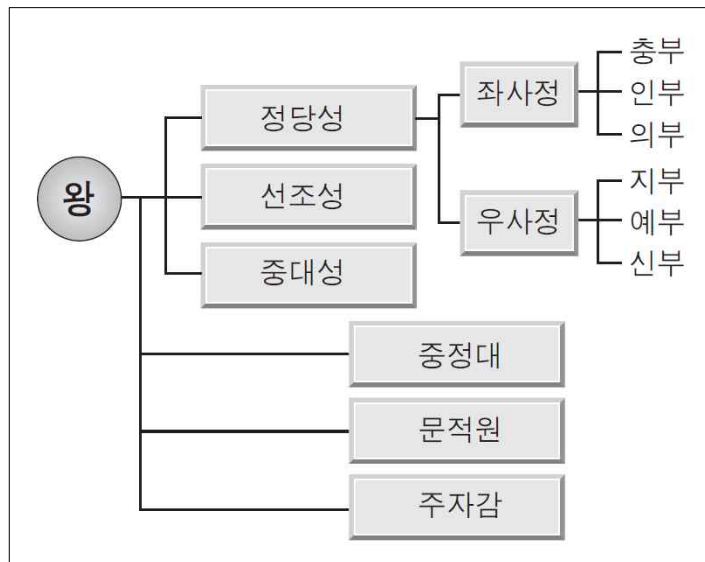 왕
정당성
선조성
중대성
좌사정
우사정
충부
인부
의부
지부
예부
신부
중정대
문적원
주자감